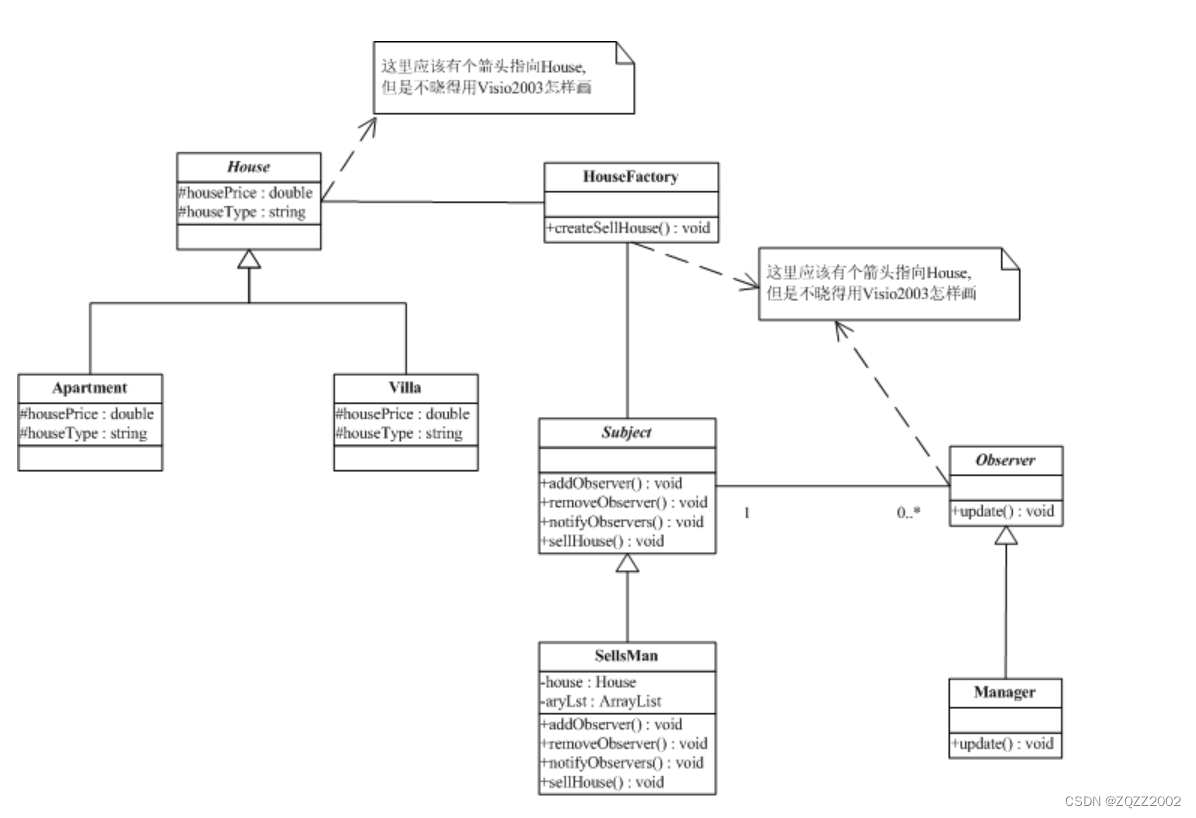 这里应该有个箭头指向House,
但是不晓得用Visio2003怎样画
House
#housePrice : double
#houseType : string
HouseFactory
+createSellHouse() : void
这里应该有个箭头指向House,
但是不晓得用Visio2003怎样画
Apartment
#housePrice : double
#houseType : string
Villa
#housePrice : double
#houseType : string
Subject
+addObserver() : void
+removeObserver() : void
+notifyObservers() : void
+sellHouse() : void
1
0..*
Observer
+update() : void
SellsMan
-house : House
-aryLst : ArrayList
+addObserver() : void
+removeObserver() : void
+notifyObservers() : void
+sellHouse() : void
Manager
+update() : void
CSDN @ZQZZ2002